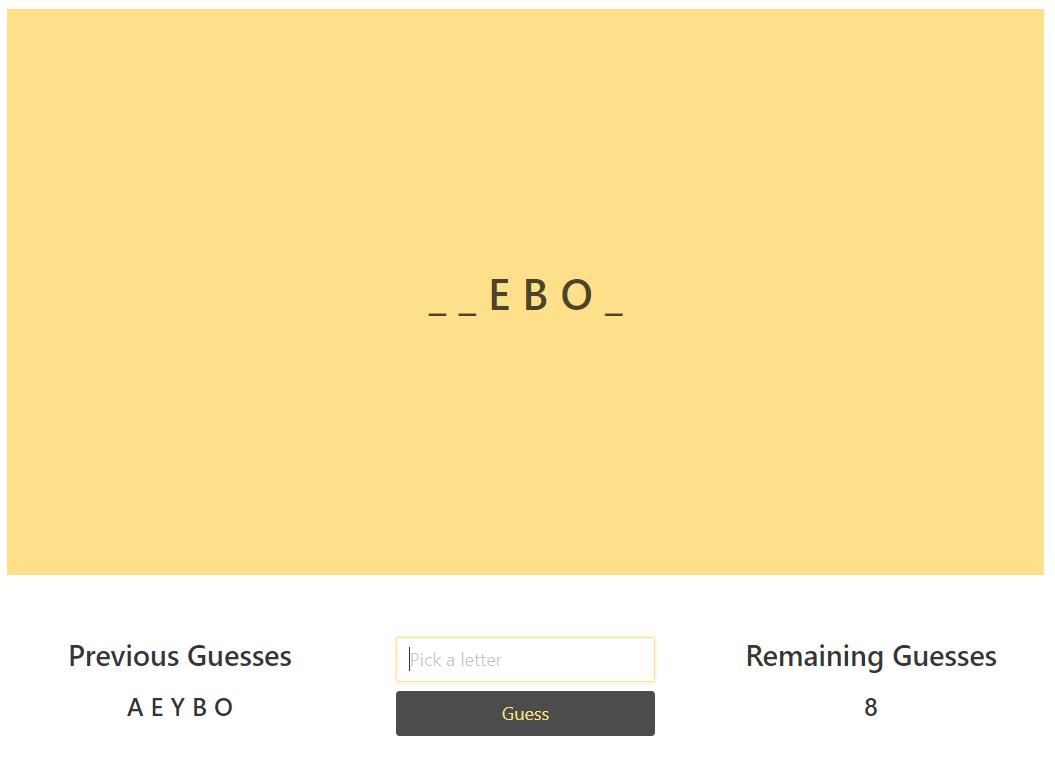 _ _ E B O _
Previous Guesses
A E Y B O
Pick a letter
Guess
Remaining Guesses
8